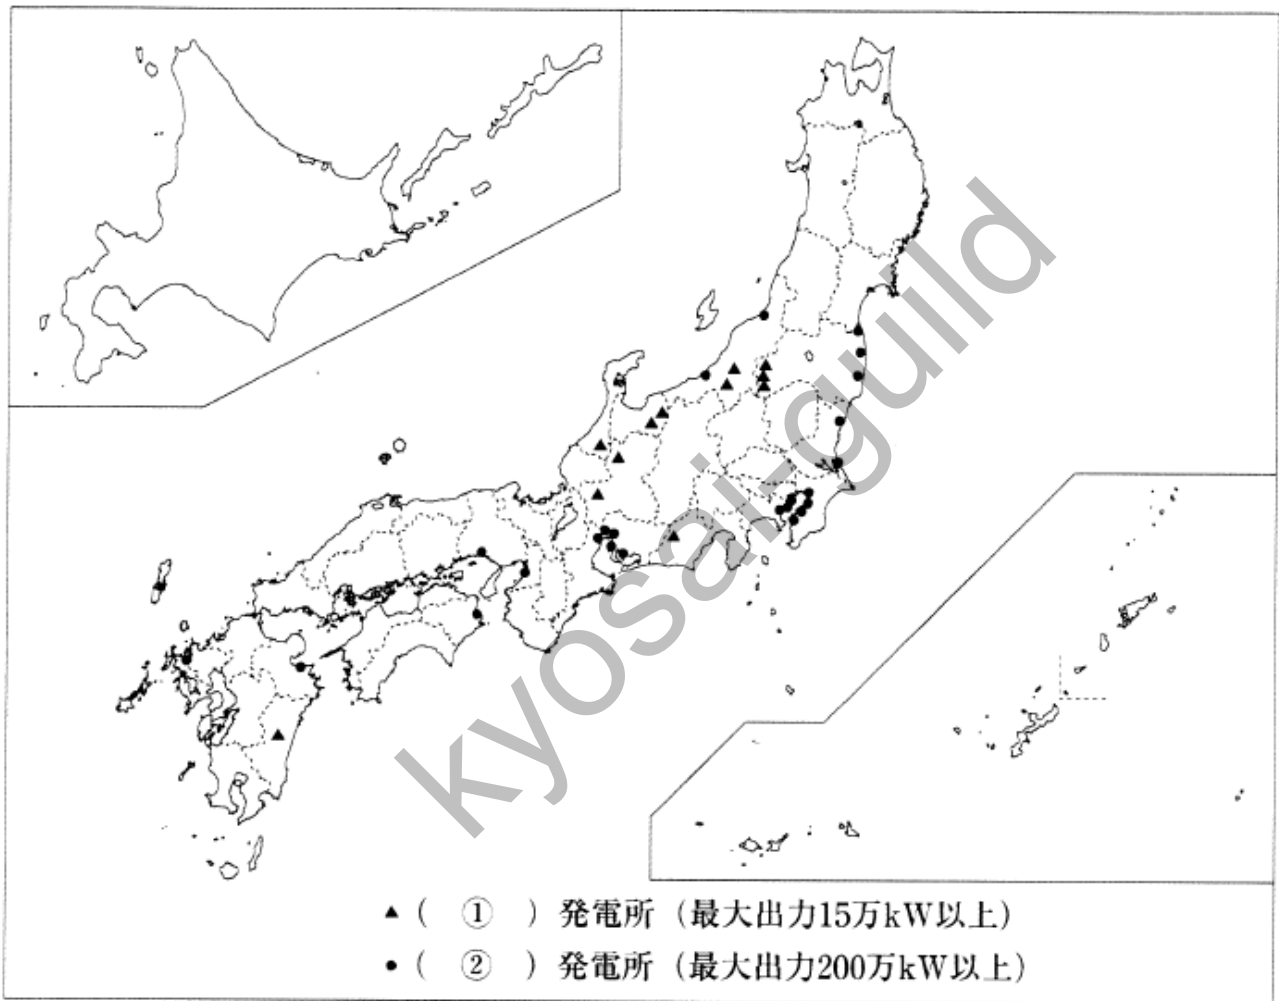 kyosai-guild
▲ ( ① ) 発電所 (最大出力15万kW以上)
● ( ② ) 発電所 (最大出力200万kW以上)